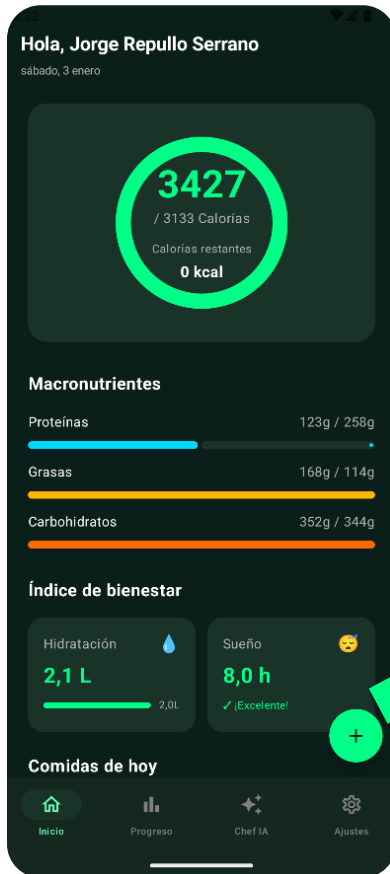 Hola, Jorge Repullo Serrano
sábado, 3 enero
3427
/ 3133 Calorías
Calorías restantes
0 kcal
Macronutrientes
Proteínas 123g / 258g
Grasas 168g / 114g
Carbohidratos 352g / 344g
Índice de bienestar
Hidratación
2,1 L
2,0L
Sueño
8,0 h
✓ ¡Excelente!
+
Comidas de hoy
Inicio Progreso Chef IA Ajustes